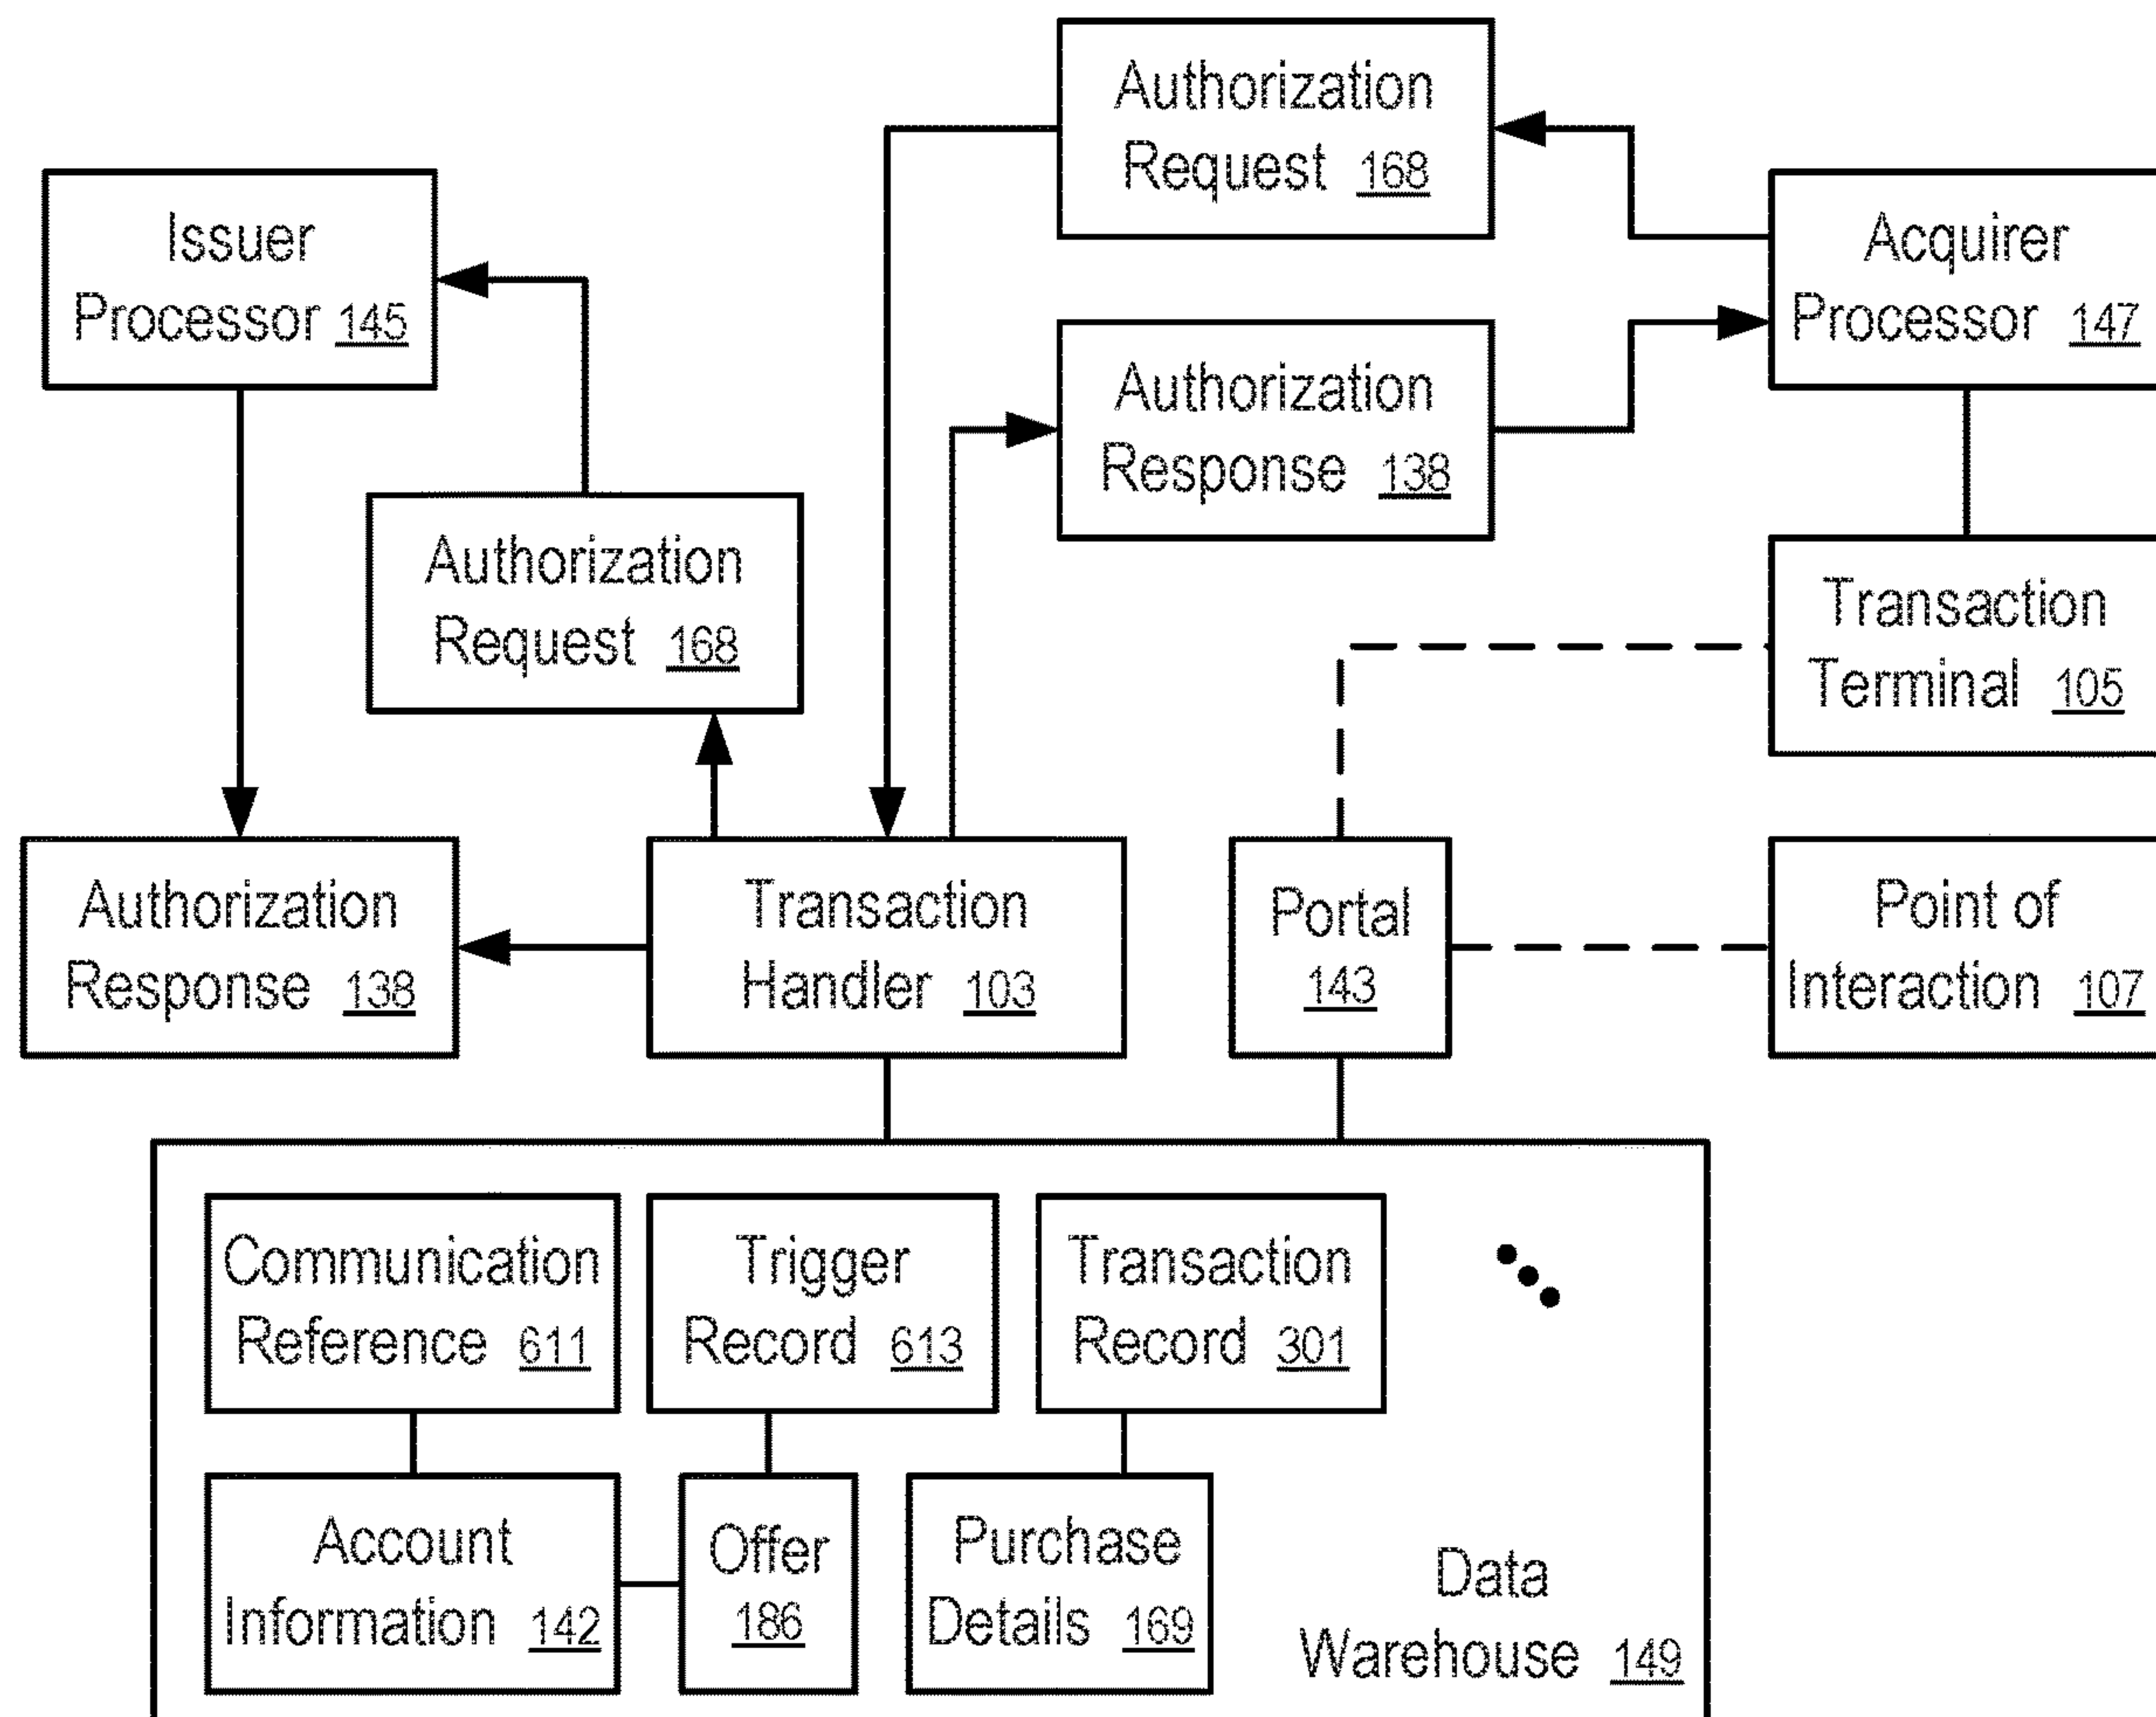 Authorization
Request 168
Issuer
Processor 145
Acquirer
Processor 147
Authorization
Response 138
Authorization
Request 168
Transaction
Terminal 105
Authorization
Response 138
Transaction
Handler 103
Portal
143
Point of
Interaction 107
Communication
Reference 611
Trigger
Record 613
Transaction
Record 301
Account
Information 142
Offer
186
Purchase
Details 169
Data
Warehouse 149